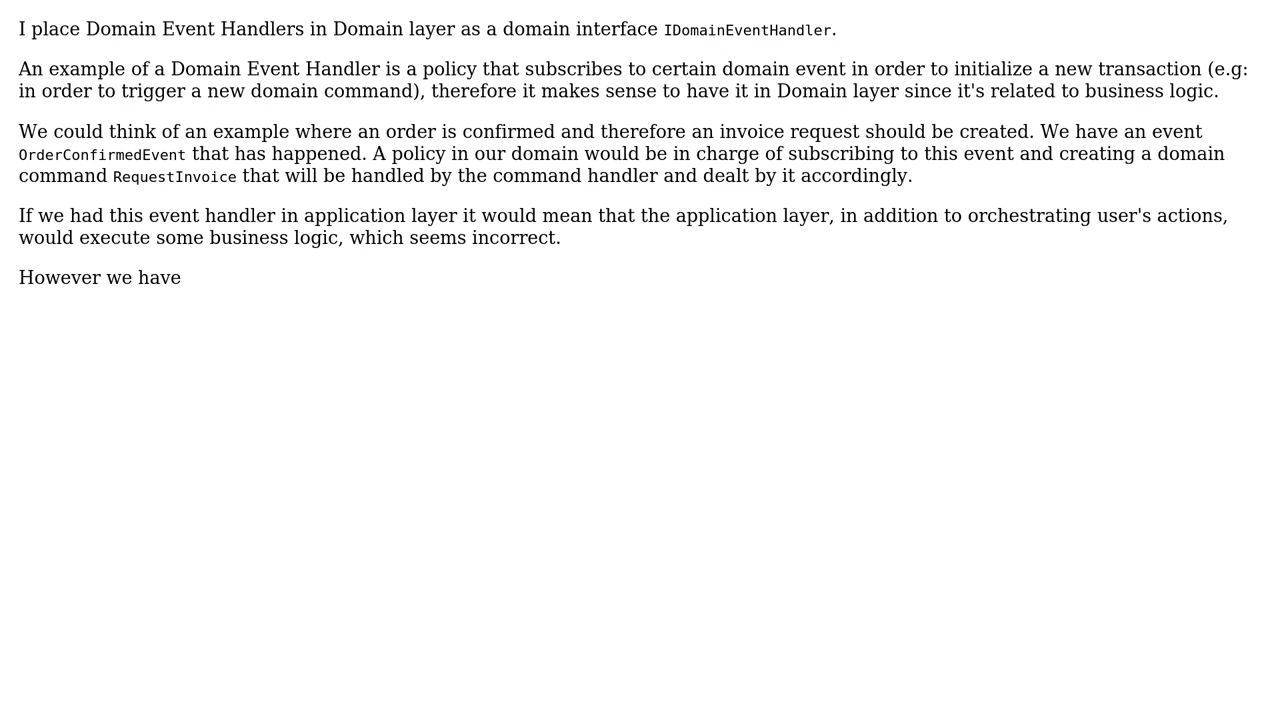 I place Domain Event Handlers in Domain layer as a domain interface IDomainEventHandler.
An example of a Domain Event Handler is a policy that subscribes to certain domain event in order to initialize a new transaction (e.g:
in order to trigger a new domain command), therefore it makes sense to have it in Domain layer since it's related to business logic.
We could think of an example where an order is confirmed and therefore an invoice request should be created. We have an event
OrderConfirmedEvent that has happened. A policy in our domain would be in charge of subscribing to this event and creating a domain
command RequestInvoice that will be handled by the command handler and dealt by it accordingly.
If we had this event handler in application layer it would mean that the application layer, in addition to orchestrating user's actions,
would execute some business logic, which seems incorrect.
However we have